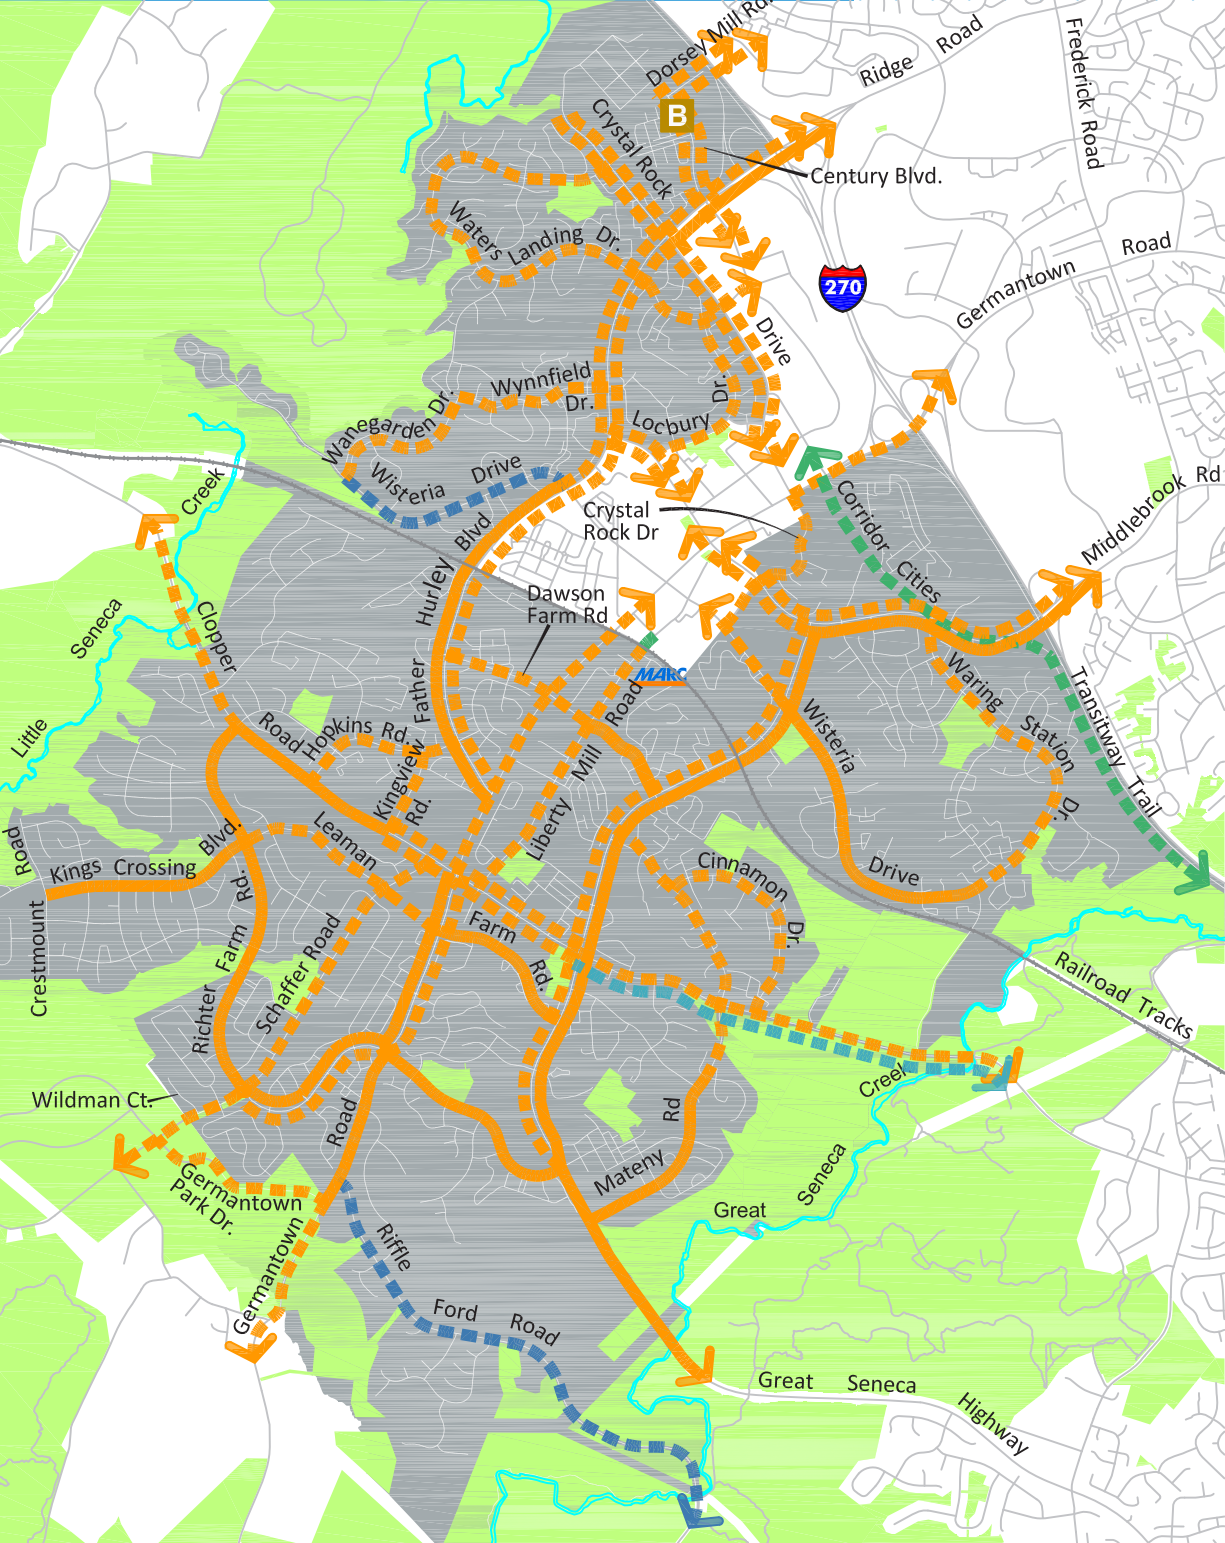 Dorsey Mill Rd.
Ridge Road
Frederick Road
B
Crystal Rock
Century Blvd.
Waters Landing Dr.
270
Germantown Road
Drive
Wynnfield
Dr.
Dr.
Wanegarden Dr.
Locbury
Wisteria Drive
Creek
Crystal
Rock Dr
Corridor Cities
Middlebrook Rd
Blvd
Hurley
Father
Dawson
Farm Rd
Seneca
Little
Clopper
Road
MARC
Waring Station Dr.
Transitway Trail
Hopkins Rd.
Kingview
Rd.
Road
Mill
Liberty
Wisteria
Drive
Leaman
Farm
Rd.
Cinnamon
Dr.
Road
Kings Crossing Blvd.
Crestmount
Rd.
Farm
Richter
Schaffer Road
Railroad Tracks
Creel
Wildman Ct.
Road
Rd
Mateny
Seneca
Great
Germantown
Park Dr.
Germantown
Riffle
Ford Road
Great Seneca
Highway